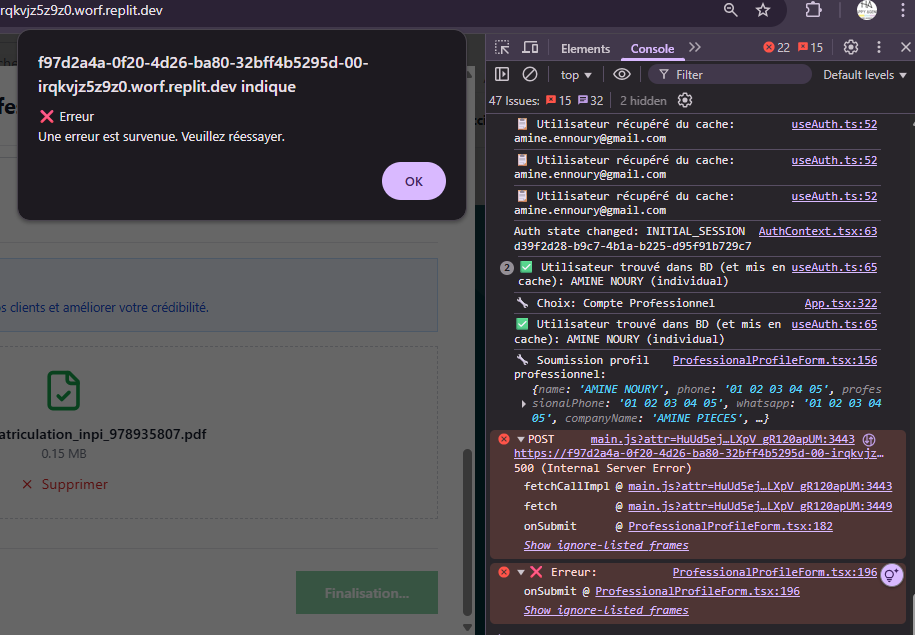 rqkvjz5z9z0.worf.replit.dev
f97d2a4a-0f20-4d26-ba80-32bff4b5295d-00-
irqkvjz5z9z0.worf.replit.dev indique
❌ Erreur
Une erreur est survenue. Veuillez réessayer.
OK
s clients et améliorer votre crédibilité.
atriculation_inpi_978935807.pdf
0.15 MB
× Supprimer
Finalisation...
Elements Console 22 15
top Filter Default levels
47 Issues: 15 32 2 hidden
📋 Utilisateur récupéré du cache: useAuth.ts:52
amine.ennoury@gmail.com
📋 Utilisateur récupéré du cache: useAuth.ts:52
amine.ennoury@gmail.com
📋 Utilisateur récupéré du cache: useAuth.ts:52
amine.ennoury@gmail.com
Auth state changed: INITIAL_SESSION AuthContext.tsx:63
d39f2d28-b9c7-4b1a-b225-d95f91b729c7
2 ✅ Utilisateur trouvé dans BD (et mis en useAuth.ts:65
cache): AMINE NOURY (individual)
🔧 Choix: Compte Professionnel App.tsx:322
✅ Utilisateur trouvé dans BD (et mis en useAuth.ts:65
cache): AMINE NOURY (individual)
🔧 Soumission profil ProfessionalProfileForm.tsx:156
professionnel:
{name: 'AMINE NOURY', phone: '01 02 03 04 05', profes
sionalPhone: '01 02 03 04 05', whatsapp: '01 02 03 04
05', companyName: 'AMINE PIECES', …}
POST main.js?attr=HuUd5ej…LXpV_gR120apUM:3443
https://f97d2a4a-0f20-4d26-ba80-32bff4b5295d-00-irqkvjz…
500 (Internal Server Error)
fetchCallImpl @ main.js?attr=HuUd5ej…LXpV_gR120apUM:3443
fetch @ main.js?attr=HuUd5ej…LXpV_gR120apUM:3449
onSubmit @ ProfessionalProfileForm.tsx:182
Show ignore-listed frames
❌ Erreur: ProfessionalProfileForm.tsx:196
onSubmit @ ProfessionalProfileForm.tsx:196
Show ignore-listed frames